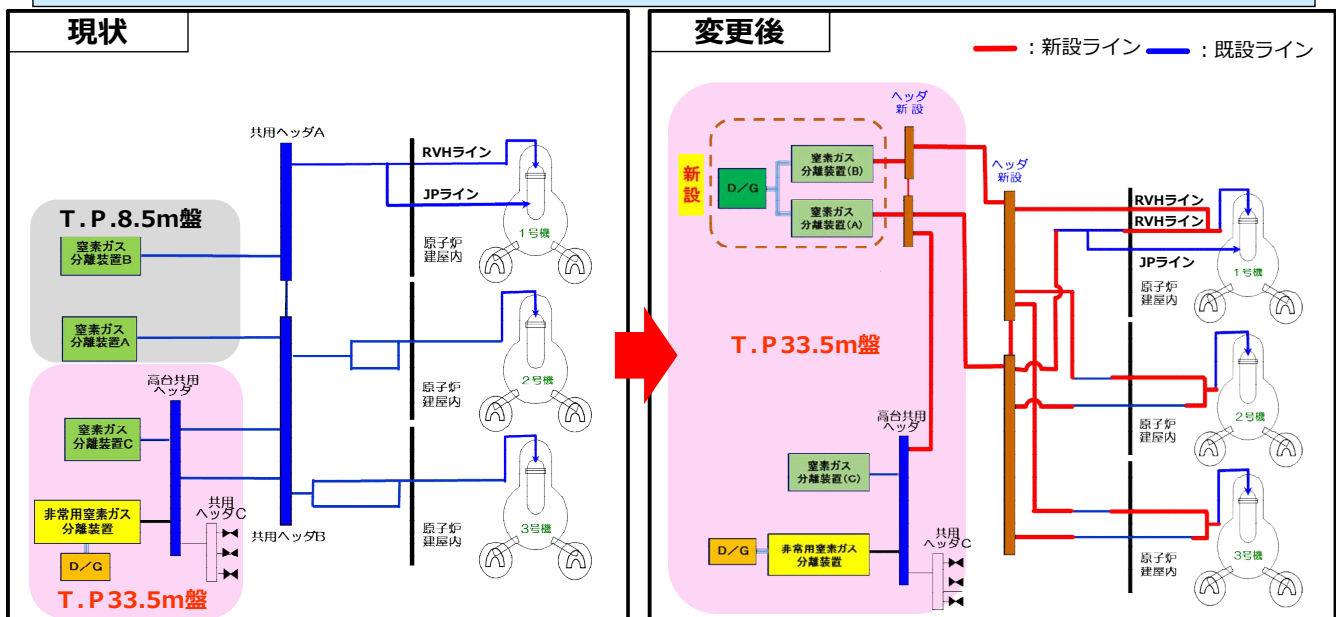 現状
共用ヘッダA
RVHライン
JPライン
1号機
原子炉
建屋内
T.P.8.5m盤
窒素ガス
分離装置B
窒素ガス
分離装置A
2号機
原子炉
建屋内
高台共用
ヘッダ
窒素ガス
分離装置C
非常用窒素ガス
分離装置
D/G
共用
ヘッダC
共用ヘッダB
3号機
原子炉
建屋内
T.P33.5m盤
変更後
:新設ライン
:既設ライン
ヘッダ
新設
新設
D/G
窒素ガス
分離装置(B)
窒素ガス
分離装置(A)
ヘッダ
新設
RVHライン
RVHライン
JPライン
1号機
原子炉
建屋内
T.P33.5m盤
2号機
原子炉
建屋内
高台共用
ヘッダ
窒素ガス
分離装置(C)
D/G
非常用窒素ガス
分離装置
共用
ヘッダC
3号機
原子炉
建屋内